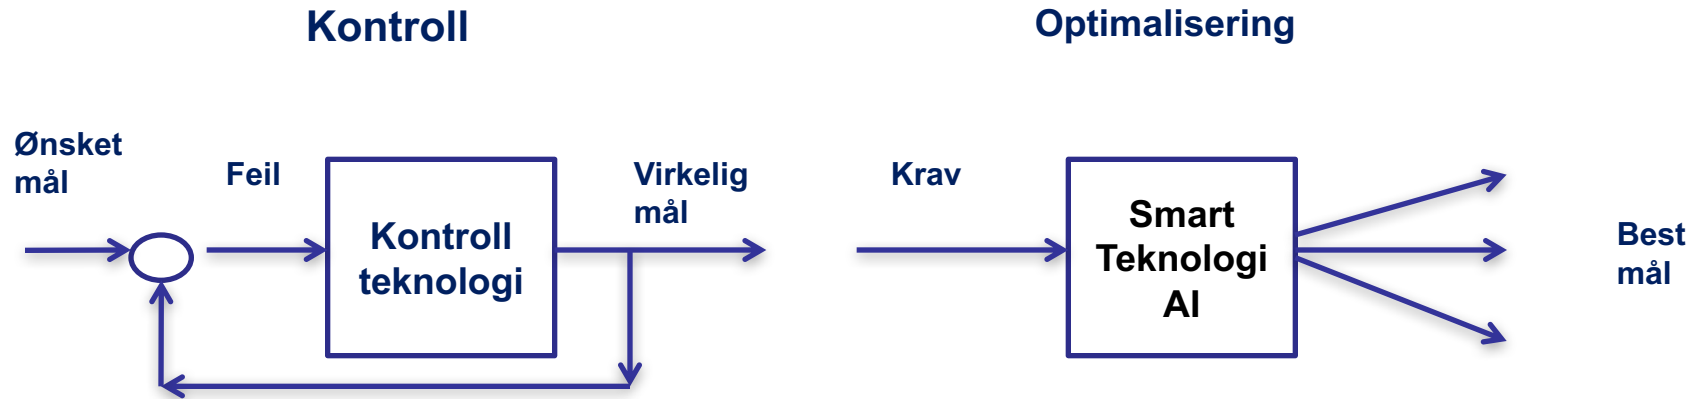 Kontroll
Optimalisering
Ønsket
mål
Feil
Kontroll
teknologi
Virkelig
mål
Krav
Smart
Teknologi
AI
Best
mål